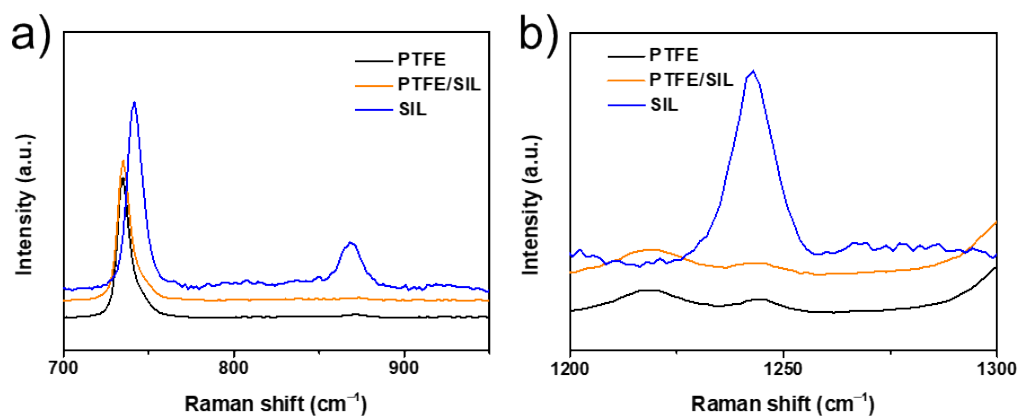 a)
PTFE
PTFE/SIL
SIL
Intensity (a.u.)
700
800
900
Raman shift (cm⁻¹)
b)
PTFE
PTFE/SIL
SIL
Intensity (a.u.)
1200
1250
1300
Raman shift (cm⁻¹)